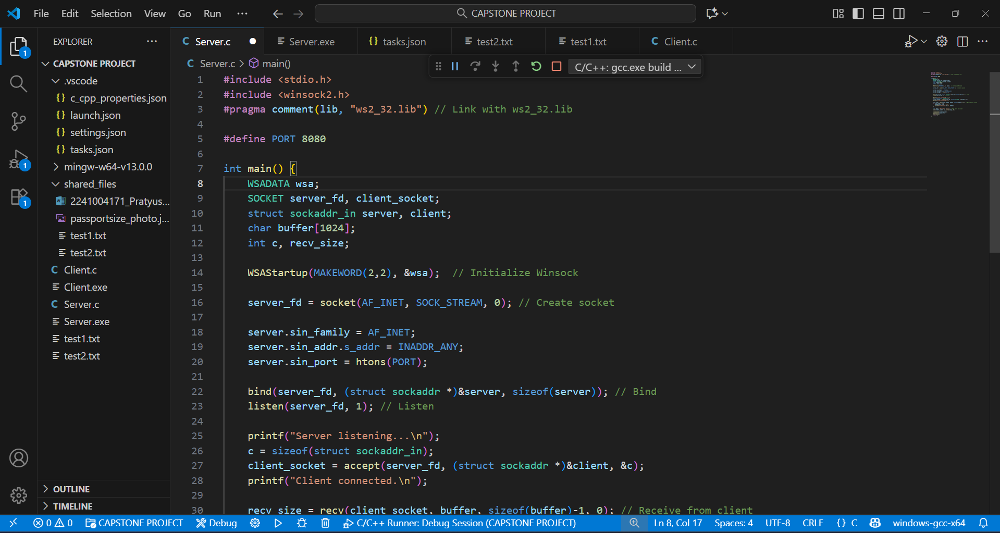 File Edit Selection View Go Run ··· CAPSTONE PROJECT
EXPLORER ···
CAPSTONE PROJECT
.vscode
{} c_cpp_properties.json
{} launch.json
{} settings.json
{} tasks.json
mingw-w64-v13.0.0
shared_files
2241004171_Pratyus...
passportsize_photo.j...
test1.txt
test2.txt
C Client.c
Client.exe
C Server.c
Server.exe
test1.txt
test2.txt
OUTLINE
TIMELINE
1
1
1
C Server.c Server.exe {} tasks.json test2.txt test1.txt C Client.c
C Server.c > main()
C/C++: gcc.exe build ...
1 #include <stdio.h>
2 #include <winsock2.h>
3 #pragma comment(lib, "ws2_32.lib") // Link with ws2_32.lib
4
5 #define PORT 8080
6
7 int main() {
8 WSADATA wsa;
9 SOCKET server_fd, client_socket;
10 struct sockaddr_in server, client;
11 char buffer[1024];
12 int c, recv_size;
13
14 WSAStartup(MAKEWORD(2,2), &wsa); // Initialize Winsock
15
16 server_fd = socket(AF_INET, SOCK_STREAM, 0); // Create socket
17
18 server.sin_family = AF_INET;
19 server.sin_addr.s_addr = INADDR_ANY;
20 server.sin_port = htons(PORT);
21
22 bind(server_fd, (struct sockaddr *)&server, sizeof(server)); // Bind
23 listen(server_fd, 1); // Listen
24
25 printf("Server listening...\n");
26 c = sizeof(struct sockaddr_in);
27 client_socket = accept(server_fd, (struct sockaddr *)&client, &c);
28 printf("Client connected.\n");
29
30 recv_size = recv(client_socket, buffer, sizeof(buffer)-1, 0); // Receive from client
0 0 CAPSTONE PROJECT Debug C/C++ Runner: Debug Session (CAPSTONE PROJECT) Ln 8, Col 17 Spaces: 4 UTF-8 CRLF {} C windows-gcc-x64